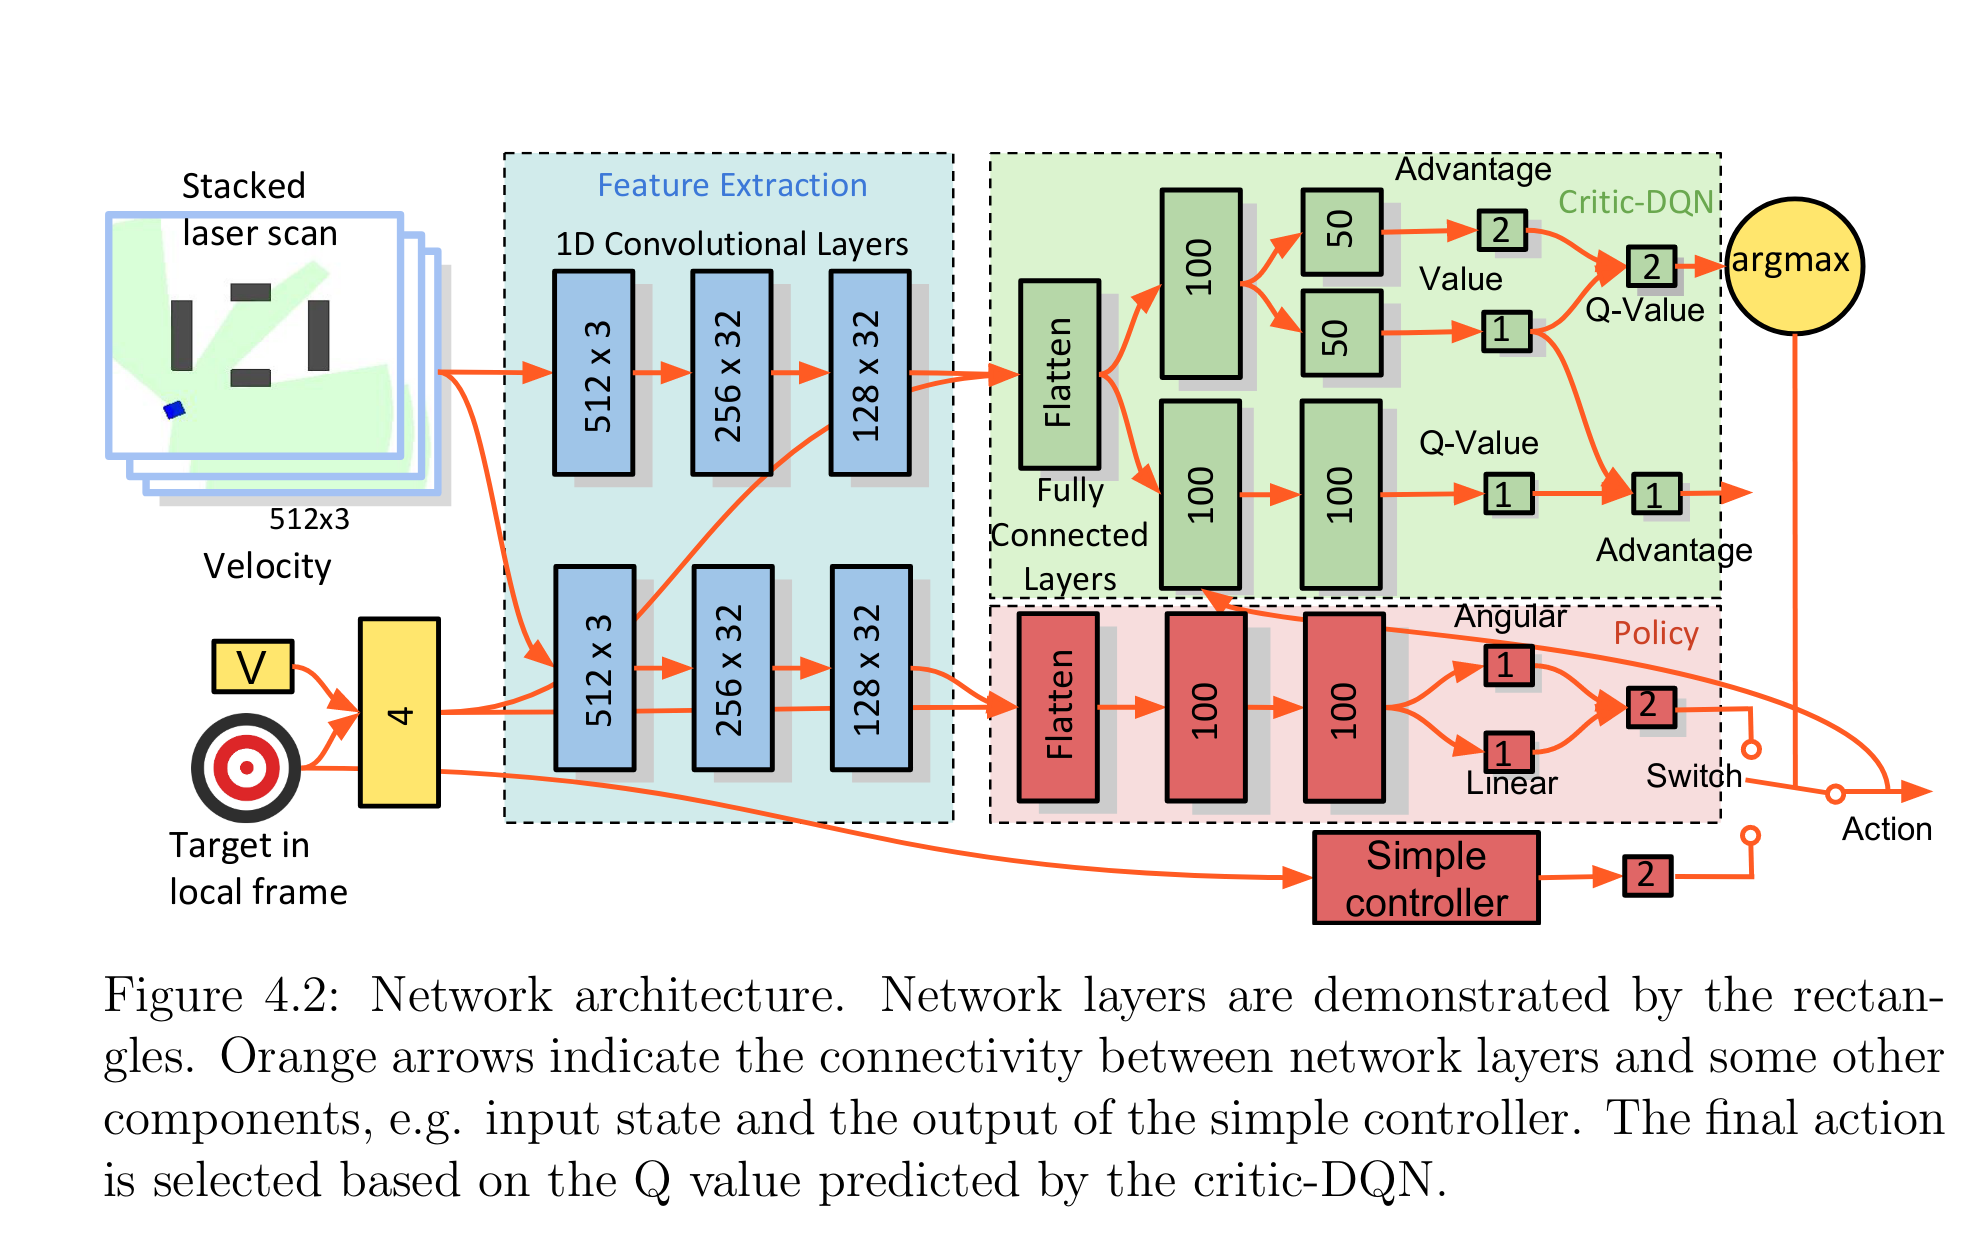 Stacked
laser scan
512x3
Velocity
V
4
Target in
local frame
Feature Extraction
1D Convolutional Layers
512 x 3
256 x 32
128 x 32
512 x 3
256 x 32
128 x 32
Critic-DQN
Flatten
Fully
Connected
Layers
100
50
50
Advantage
2
Value
1
2
Q-Value
argmax
100
100
Q-Value
1
1
Advantage
Policy
Flatten
100
100
Angular
1
1
Linear
2
Switch
Action
Simple
controller
2
Figure 4.2: Network architecture. Network layers are demonstrated by the rectan-
gles. Orange arrows indicate the connectivity between network layers and some other
components, e.g. input state and the output of the simple controller. The final action
is selected based on the Q value predicted by the critic-DQN.